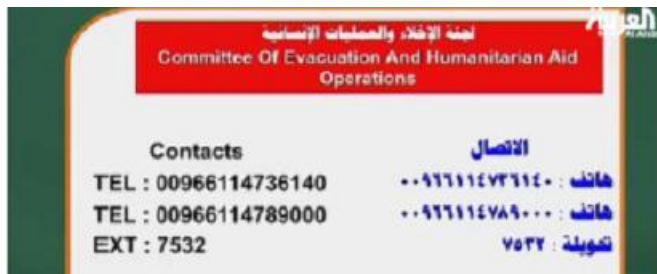 العربية
لجنة الإخلاء والعمليات الإنسانية
Committee Of Evacuation And Humanitarian Aid
Operations
Contacts
الاتصال
TEL : 00966114736140
هاتف : ٠٠٩٦٦١١٤٧٣٦١٤٠
TEL : 00966114789000
هاتف : ٠٠٩٦٦١١٤٧٨٩٠٠٠
EXT : 7532
تحويلة : ٧٥٣٢